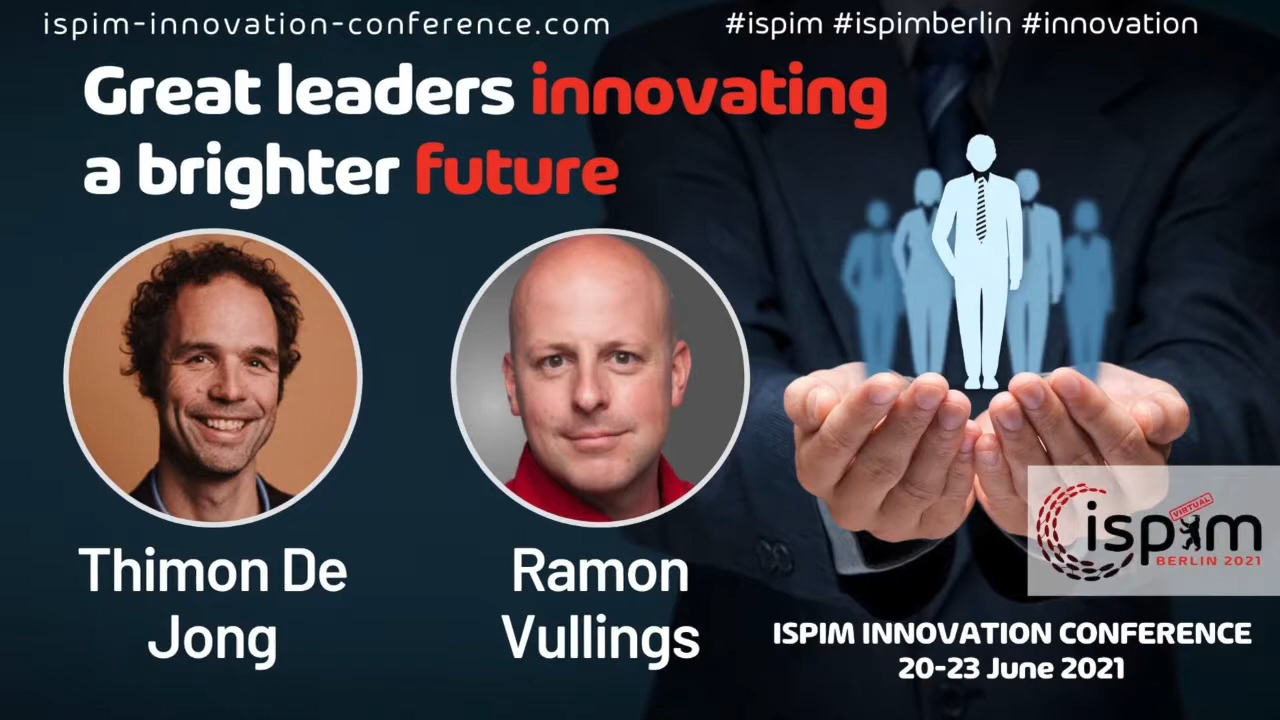 ispim-innovation-conference.com
#ispim #ispimberlin #innovation
Great leaders innovating
a brighter future
Thimon De
Jong
Ramon
Vullings
VIRTUAL
ispim
BERLIN 2021
ISPIM INNOVATION CONFERENCE
20-23 June 2021